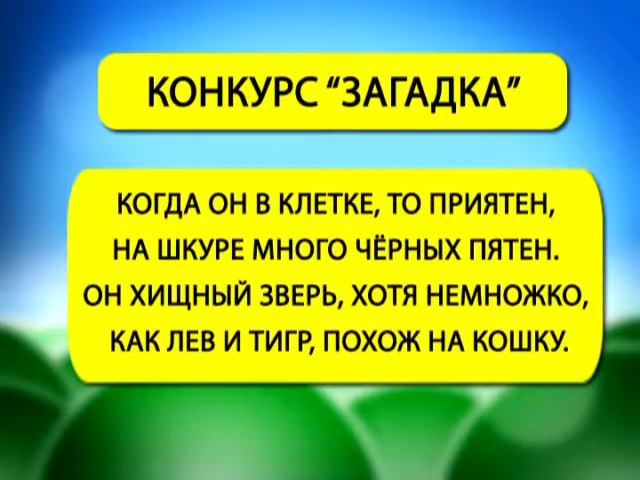 КОНКУРС “ЗАГАДКА”
КОГДА ОН В КЛЕТКЕ, ТО ПРИЯТЕН,
НА ШКУРЕ МНОГО ЧЁРНЫХ ПЯТЕН.
ОН ХИЩНЫЙ ЗВЕРЬ, ХОТЯ НЕМНОЖКО,
КАК ЛЕВ И ТИГР, ПОХОЖ НА КОШКУ.